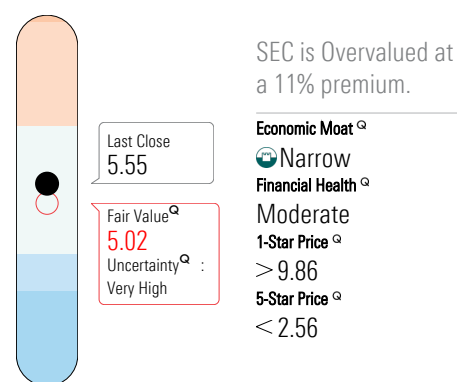 SEC is Overvalued at
a 11% premium.
Last Close
5.55
Fair Value Q
5.02
Uncertainty Q :
Very High
Economic Moat Q
Narrow
Financial Health Q
Moderate
1-Star Price Q
>9.86
5-Star Price Q
<2.56